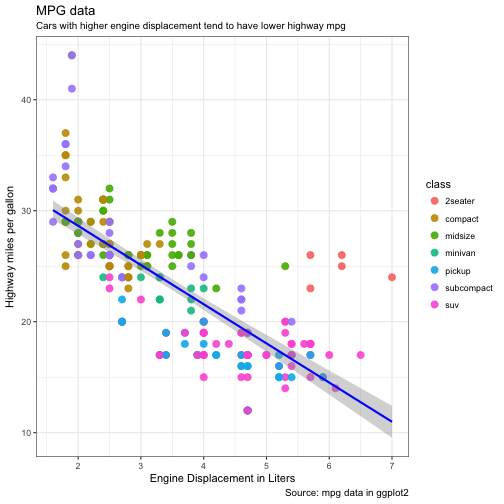 MPG data
Cars with higher engine displacement tend to have lower highway mpg
Highway miles per gallon
40
30
20
10
2
3
4
5
6
7
Engine Displacement in Liters
class
2seater
compact
midsize
minivan
pickup
subcompact
suv
Source: mpg data in ggplot2